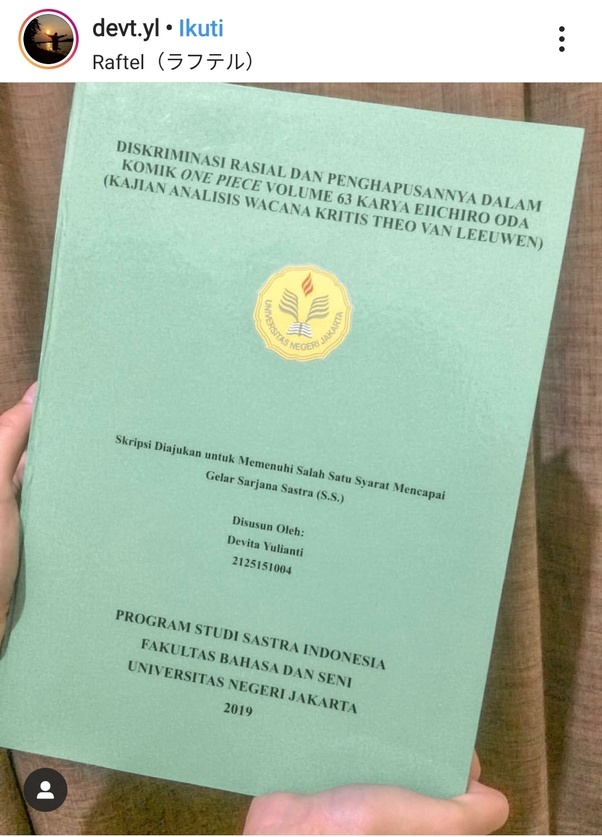 devt.yl • Ikuti
Raftel（ラフテル）
DISKRIMINASI RASIAL DAN PENGHAPUSANNYA DALAM
KOMIK ONE PIECE VOLUME 63 KARYA EIICHIRO ODA
(KAJIAN ANALISIS WACANA KRITIS THEO VAN LEEUWEN)
UNIVERSITAS NEGERI JAKARTA
Skripsi Diajukan untuk Memenuhi Salah Satu Syarat Mencapai
Gelar Sarjana Sastra (S.S.)
Disusun Oleh:
Devita Yulianti
2125151004
PROGRAM STUDI SASTRA INDONESIA
FAKULTAS BAHASA DAN SENI
UNIVERSITAS NEGERI JAKARTA
2019